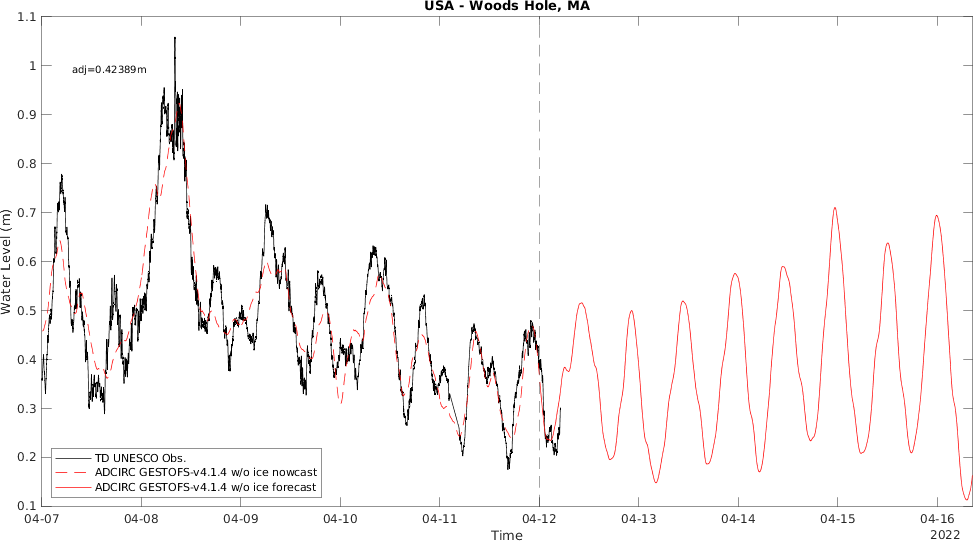 USA - Woods Hole, MA
1.1
1
0.9
0.8
0.7
0.6
0.5
0.4
0.3
0.2
0.1
Water Level (m)
adj=0.42389m
TD UNESCO Obs.
ADCIRC GESTOFS-v4.1.4 w/o ice nowcast
ADCIRC GESTOFS-v4.1.4 w/o ice forecast
04-07 04-08 04-09 04-10 04-11 04-12 04-13 04-14 04-15 04-16
Time 2022